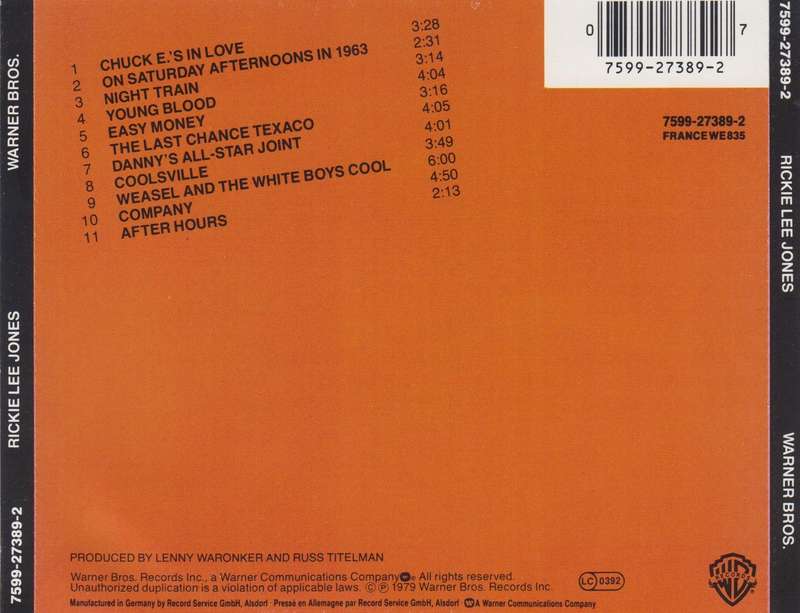 WARNER BROS.
RICKIE LEE JONES
7599-27389-2
1 CHUCK E.'S IN LOVE 3:28
2 ON SATURDAY AFTERNOONS IN 1963 2:31
3 NIGHT TRAIN 3:14
4 YOUNG BLOOD 4:04
5 EASY MONEY 3:16
6 THE LAST CHANCE TEXACO 4:05
7 DANNY'S ALL-STAR JOINT 4:01
8 COOLSVILLE 3:49
9 WEASEL AND THE WHITE BOYS COOL 6:00
10 COMPANY 4:50
11 AFTER HOURS 2:13
0 7
7599-27389-2
7599-27389-2
FRANCE WE 835
PRODUCED BY LENNY WARONKER AND RUSS TITELMAN
Warner Bros. Records Inc., a Warner Communications Company. All rights reserved.
Unauthorized duplication is a violation of applicable laws. © ℗ 1979 Warner Bros. Records Inc.
Manufactured in Germany by Record Service GmbH, Alsdorf · Pressé en Allemagne par Record Service GmbH, Alsdorf A Warner Communications Company
LC 0392
WB
RECORDS
7599-27389-2
RICKIE LEE JONES
WARNER BROS.